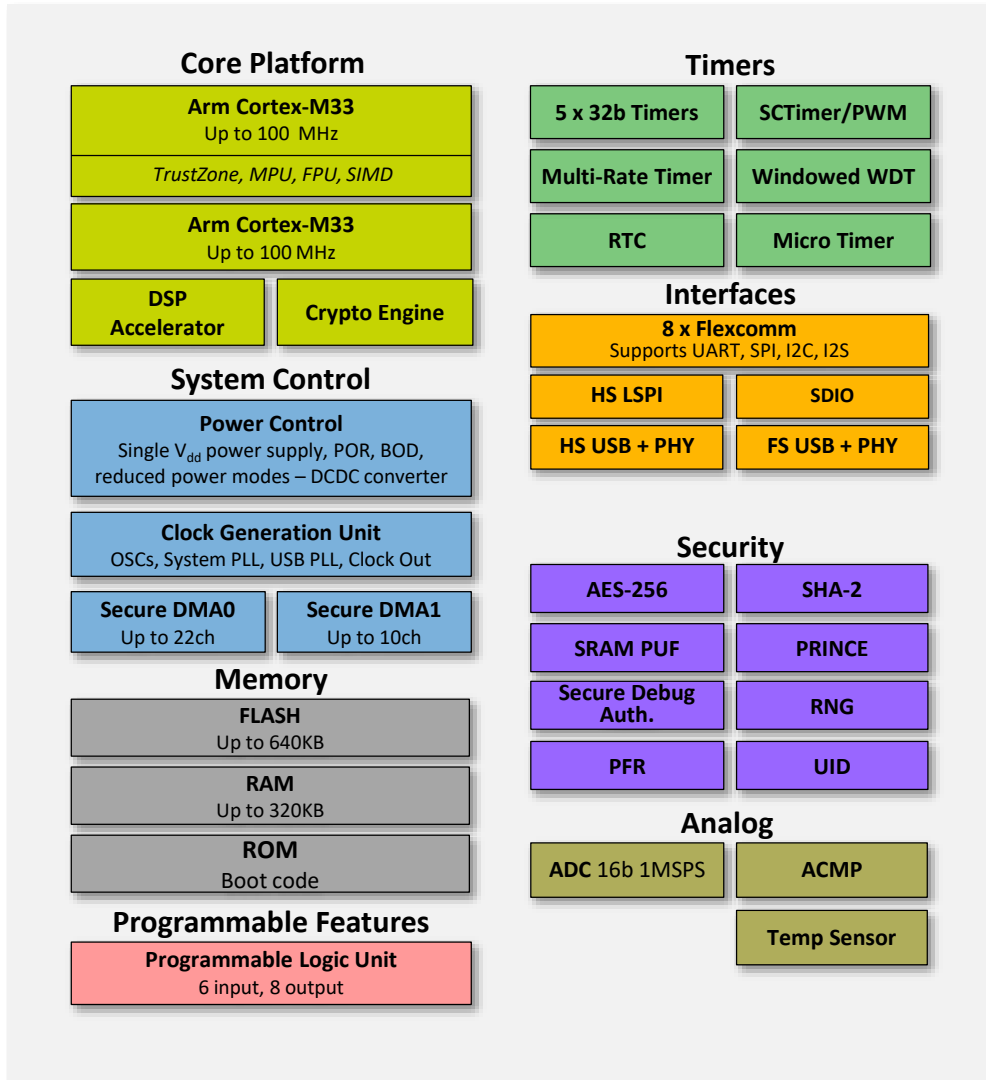 Core Platform
Arm Cortex-M33
Up to 100 MHz
TrustZone, MPU, FPU, SIMD
Arm Cortex-M33
Up to 100 MHz
DSP
Accelerator
Crypto Engine
System Control
Power Control
Single Vdd power supply, POR, BOD,
reduced power modes – DCDC converter
Clock Generation Unit
OSCs, System PLL, USB PLL, Clock Out
Secure DMA0
Up to 22ch
Secure DMA1
Up to 10ch
Memory
FLASH
Up to 640KB
RAM
Up to 320KB
ROM
Boot code
Programmable Features
Programmable Logic Unit
6 input, 8 output
Timers
5 x 32b Timers
SCTimer/PWM
Multi-Rate Timer
Windowed WDT
RTC
Micro Timer
Interfaces
8 x Flexcomm
Supports UART, SPI, I2C, I2S
HS LSPI
SDIO
HS USB + PHY
FS USB + PHY
Security
AES-256
SHA-2
SRAM PUF
PRINCE
Secure Debug
Auth.
RNG
PFR
UID
Analog
ADC 16b 1MSPS
ACMP
Temp Sensor